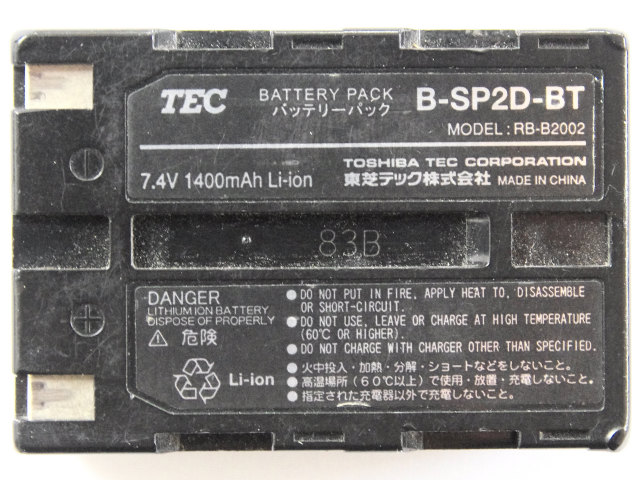 TEC
BATTERY PACK
バッテリーパック
B-SP2D-BT
MODEL: RB-B2002
7.4V 1400mAh Li-ion
TOSHIBA TEC CORPORATION
東芝テック株式会社 MADE IN CHINA
83B
DANGER
LITHIUM ION BATTERY
DISPOSE OF PROPERLY
危険
Li-ion
● DO NOT PUT IN FIRE, APPLY HEAT TO, DISASSEMBLE
OR SHORT-CIRCUIT.
● DO NOT USE, LEAVE OR CHARGE AT HIGH TEMPERATURE
(60℃ OR HIGHER).
● DO NOT CHARGE WITH CHARGER OTHER THAN SPECIFIED.
● 火中投入・加熱・分解・ショートなどをしないこと。
● 高温場所（60℃以上）で使用・放置・充電しないこと。
● 指定された充電器以外で充電しないこと。